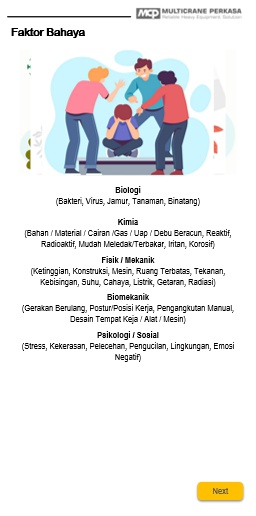 MCP MULTICRANE PERKASA
Reliable Heavy Equipment Solution
Faktor Bahaya
Biologi
(Bakteri, Virus, Jamur, Tanaman, Binatang)
Kimia
(Bahan / Material / Cairan /Gas / Uap / Debu Beracun, Reaktif,
Radioaktif, Mudah Meledak/Terbakar, Iritan, Korosif)
Fisik / Mekanik
(Ketinggian, Konstruksi, Mesin, Ruang Terbatas, Tekanan,
Kebisingan, Suhu, Cahaya, Listrik, Getaran, Radiasi)
Biomekanik
(Gerakan Berulang, Postur/Posisi Kerja, Pengangkutan Manual,
Desain Tempat Keja / Alat / Mesin)
Psikologi / Sosial
(Stress, Kekerasan, Pelecehan, Pengucilan, Lingkungan, Emosi
Negatif)
Next